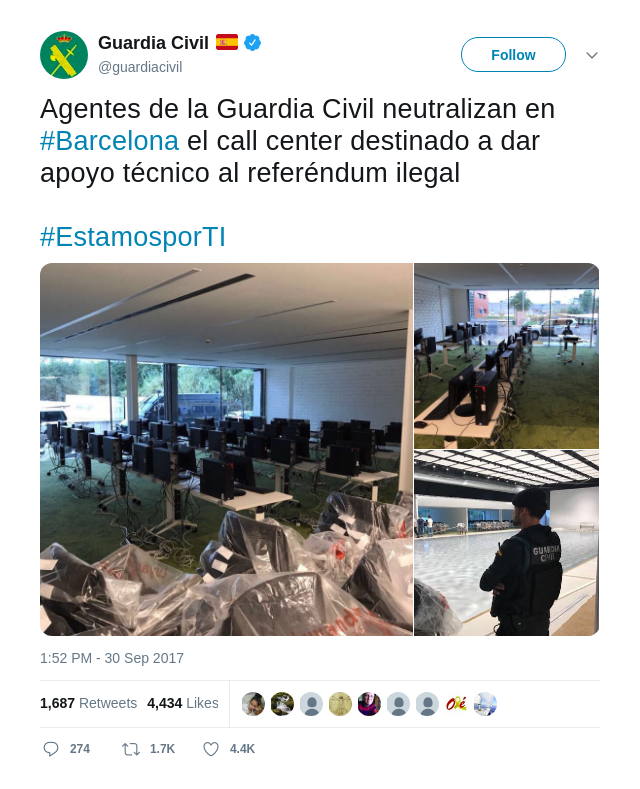 Guardia Civil 🇪🇸
@guardiacivil
Follow
Agentes de la Guardia Civil neutralizan en
#Barcelona el call center destinado a dar
apoyo técnico al referéndum ilegal
#EstamosporTI
GUARDIA
CIVIL
1:52 PM - 30 Sep 2017
1,687 Retweets 4,434 Likes
Olé
274 1.7K 4.4K